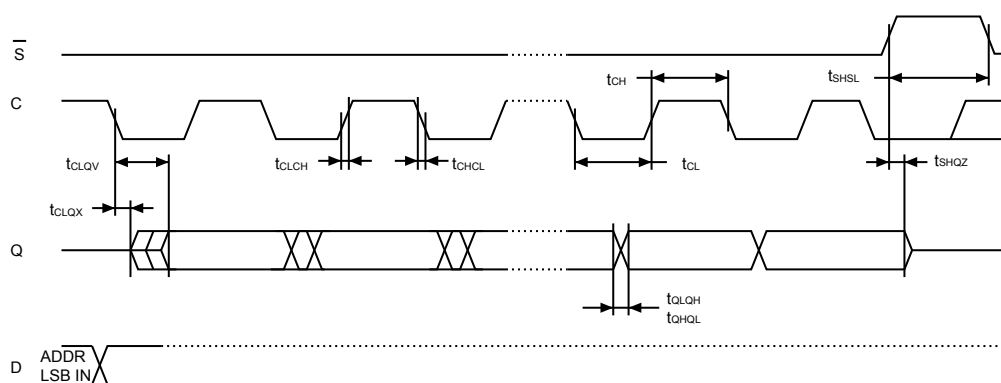 S
tCH
tSHSL
C
tCLQV
tCLCH
tCHCL
tCL
tSHQZ
tCLQX
Q
tQLQH
tQHQL
D
ADDR
LSB IN